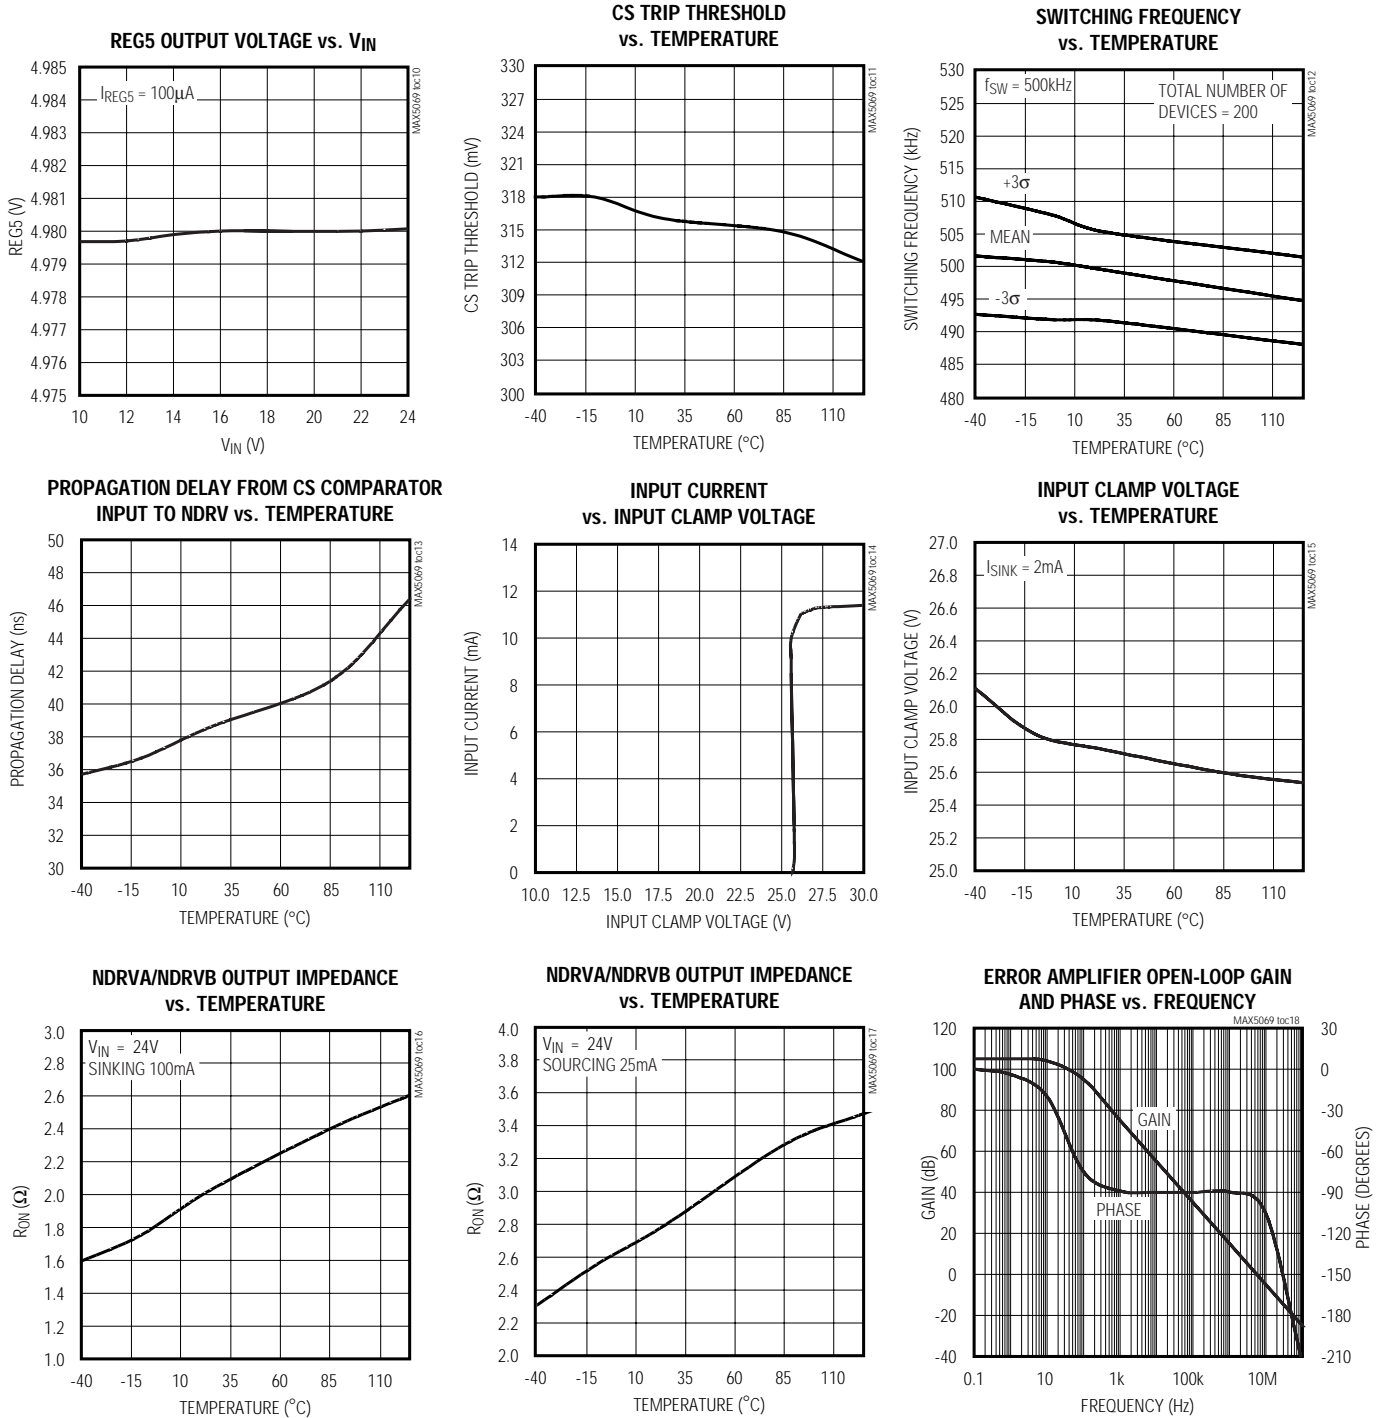 REG5 OUTPUT VOLTAGE vs. VIN
4.985
4.984
4.983
4.982
4.981
4.980
4.979
4.978
4.977
4.976
4.975
REG5 (V)
IREG5 = 100μA
MAX5069 toc10
10 12 14 16 18 20 22 24
VIN (V)
CS TRIP THRESHOLD
vs. TEMPERATURE
330
327
324
321
318
315
312
309
306
303
300
CS TRIP THRESHOLD (mV)
MAX5069 toc11
-40 -15 10 35 60 85 110
TEMPERATURE (°C)
SWITCHING FREQUENCY
vs. TEMPERATURE
530
525
520
515
510
505
500
495
490
485
480
SWITCHING FREQUENCY (kHz)
fSW = 500kHz
TOTAL NUMBER OF
DEVICES = 200
+3σ
MEAN
-3σ
MAX5069 toc12
-40 -15 10 35 60 85 110
TEMPERATURE (°C)
PROPAGATION DELAY FROM CS COMPARATOR
INPUT TO NDRV vs. TEMPERATURE
50
48
46
44
42
40
38
36
34
32
30
PROPAGATION DELAY (ns)
MAX5069 toc13
-40 -15 10 35 60 85 110
TEMPERATURE (°C)
INPUT CURRENT
vs. INPUT CLAMP VOLTAGE
14
12
10
8
6
4
2
0
INPUT CURRENT (mA)
MAX5069 toc14
10.0 12.5 15.0 17.5 20.0 22.5 25.0 27.5 30.0
INPUT CLAMP VOLTAGE (V)
INPUT CLAMP VOLTAGE
vs. TEMPERATURE
27.0
26.8
26.6
26.4
26.2
26.0
25.8
25.6
25.4
25.2
25.0
INPUT CLAMP VOLTAGE (V)
ISINK = 2mA
MAX5069 toc15
-40 -15 10 35 60 85 110
TEMPERATURE (°C)
NDRVA/NDRVB OUTPUT IMPEDANCE
vs. TEMPERATURE
3.0
2.8
2.6
2.4
2.2
2.0
1.8
1.6
1.4
1.2
1.0
RON (Ω)
VIN = 24V
SINKING 100mA
MAX5069 toc16
-40 -15 10 35 60 85 110
TEMPERATURE (°C)
NDRVA/NDRVB OUTPUT IMPEDANCE
vs. TEMPERATURE
4.0
3.8
3.6
3.4
3.2
3.0
2.8
2.6
2.4
2.2
2.0
RON (Ω)
VIN = 24V
SOURCING 25mA
MAX5069 toc17
-40 -15 10 35 60 85 110
TEMPERATURE (°C)
ERROR AMPLIFIER OPEN-LOOP GAIN
AND PHASE vs. FREQUENCY
MAX5069 toc18
120
100
80
60
40
20
0
-20
-40
GAIN (dB)
GAIN
PHASE
30
0
-30
-60
-90
-120
-150
-180
-210
PHASE (DEGREES)
0.1 10 1k 100k 10M
FREQUENCY (Hz)